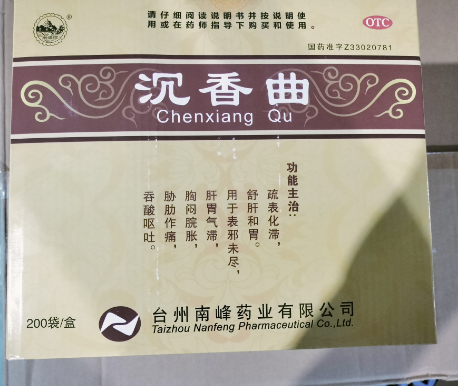 请仔细阅读说明书并按说明使
用或在药师指导下购买和使用。
OTC
国药准字Z33020781
沉香曲
Chenxiang Qu
功能主治:
疏表化滞,
舒肝和胃。
用于表邪未尽,
肝胃气滞,
胸闷脘胀,
胁肋作痛,
吞酸呕吐。
200袋/盒
台州南峰药业有限公司
Taizhou Nanfeng Pharmaceutical Co.,Ltd.